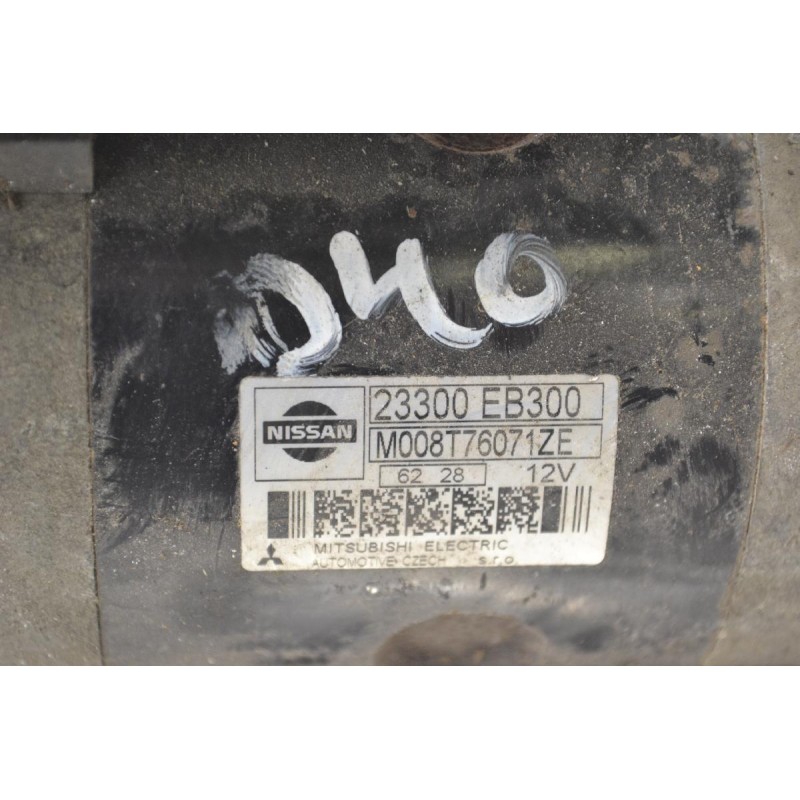 D40
23300 EB300
NISSAN
M008T76071ZE
62 28 12V
MITSUBISHI ELECTRIC
AUTOMOTIVE CZECH s.r.o.